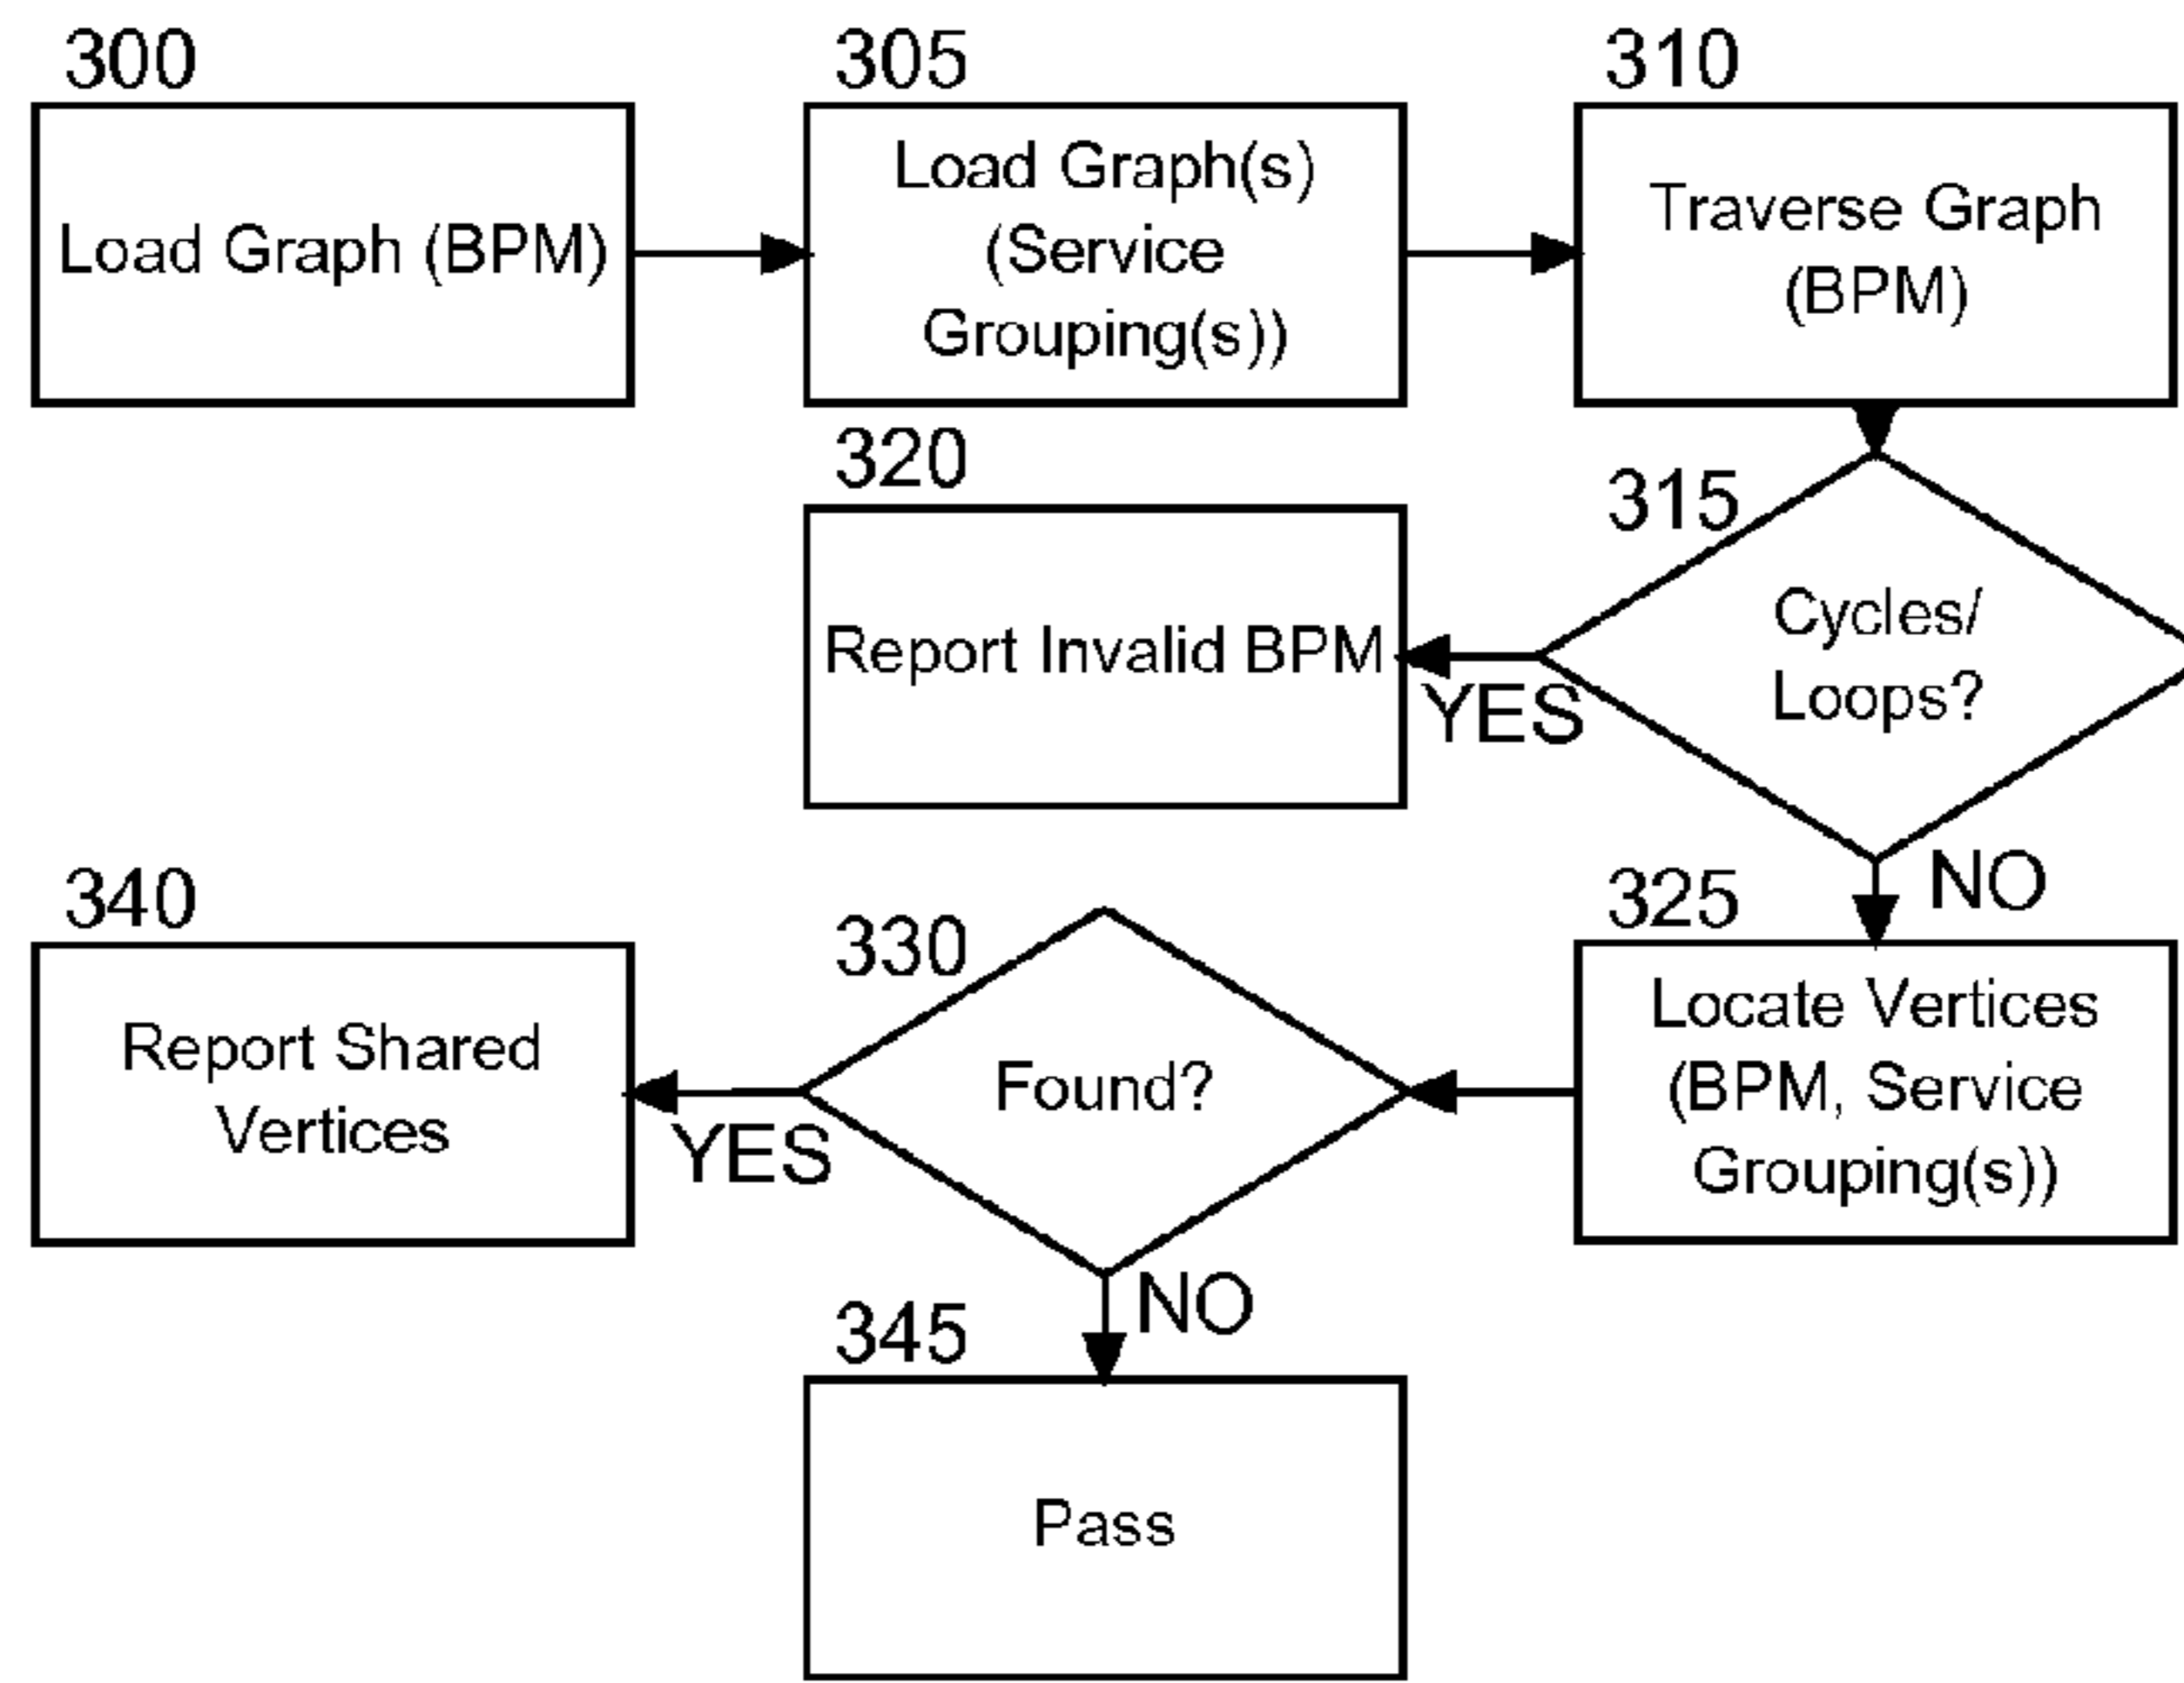 300
Load Graph (BPM)
305
Load Graph(s)
(Service
Grouping(s))
310
Traverse Graph
(BPM)
315
Cycles/
Loops?
YES
NO
320
Report Invalid BPM
325
Locate Vertices
(BPM, Service
Grouping(s))
330
Found?
YES
NO
340
Report Shared
Vertices
345
Pass